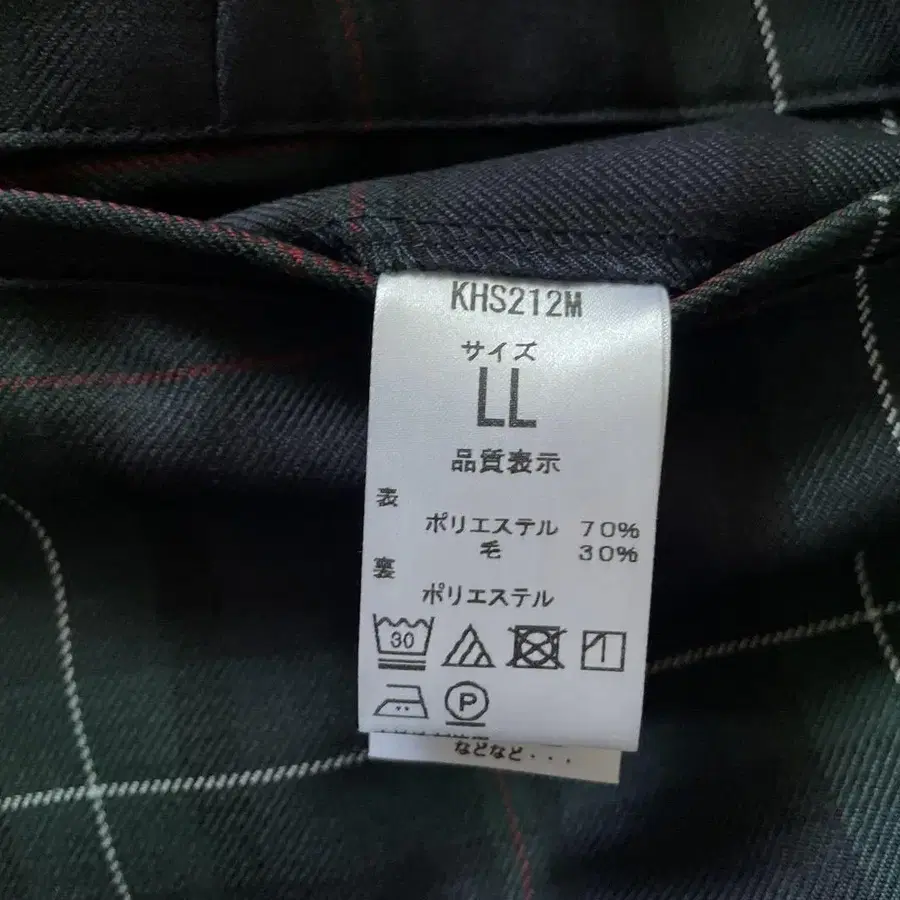 KHS212M
サイズ
LL
品質表示
表
ポリエステル 70%
毛 30%
裏
ポリエステル
30
P
などなど・・・